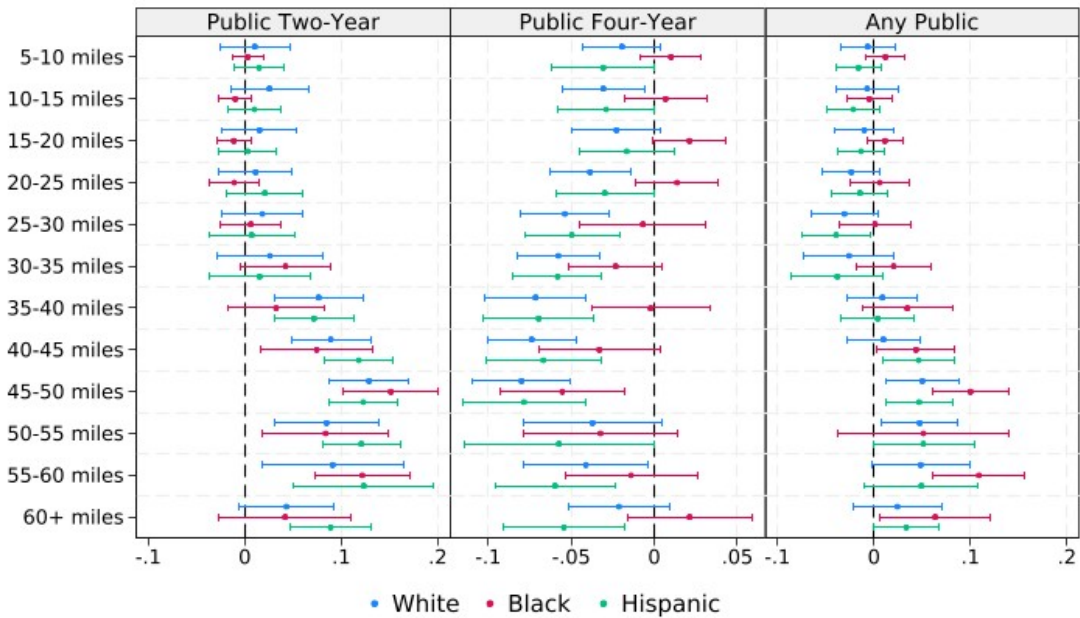 Public Two-Year Public Four-Year Any Public
5-10 miles
10-15 miles
15-20 miles
20-25 miles
25-30 miles
30-35 miles
35-40 miles
40-45 miles
45-50 miles
50-55 miles
55-60 miles
60+ miles
-.1 0 .1 .2 -.1 -.05 0 .05 -.1 0 .1 .2
White Black Hispanic